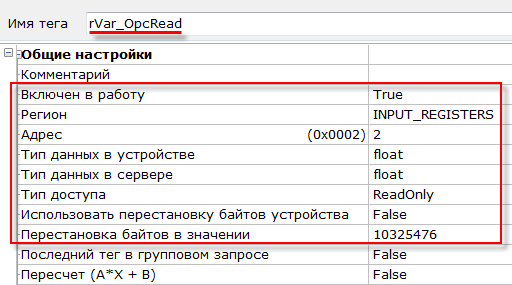 Имя тега rVar_OpcRead
Общие настройки
Комментарий
Включен в работу True
Регион INPUT_REGISTERS
Адрес (0x0002) 2
Тип данных в устройстве float
Тип данных в сервере float
Тип доступа ReadOnly
Использовать перестановку байтов устройства False
Перестановка байтов в значении 10325476
Последний тег в групповом запросе False
Пересчет (A*X + B) False